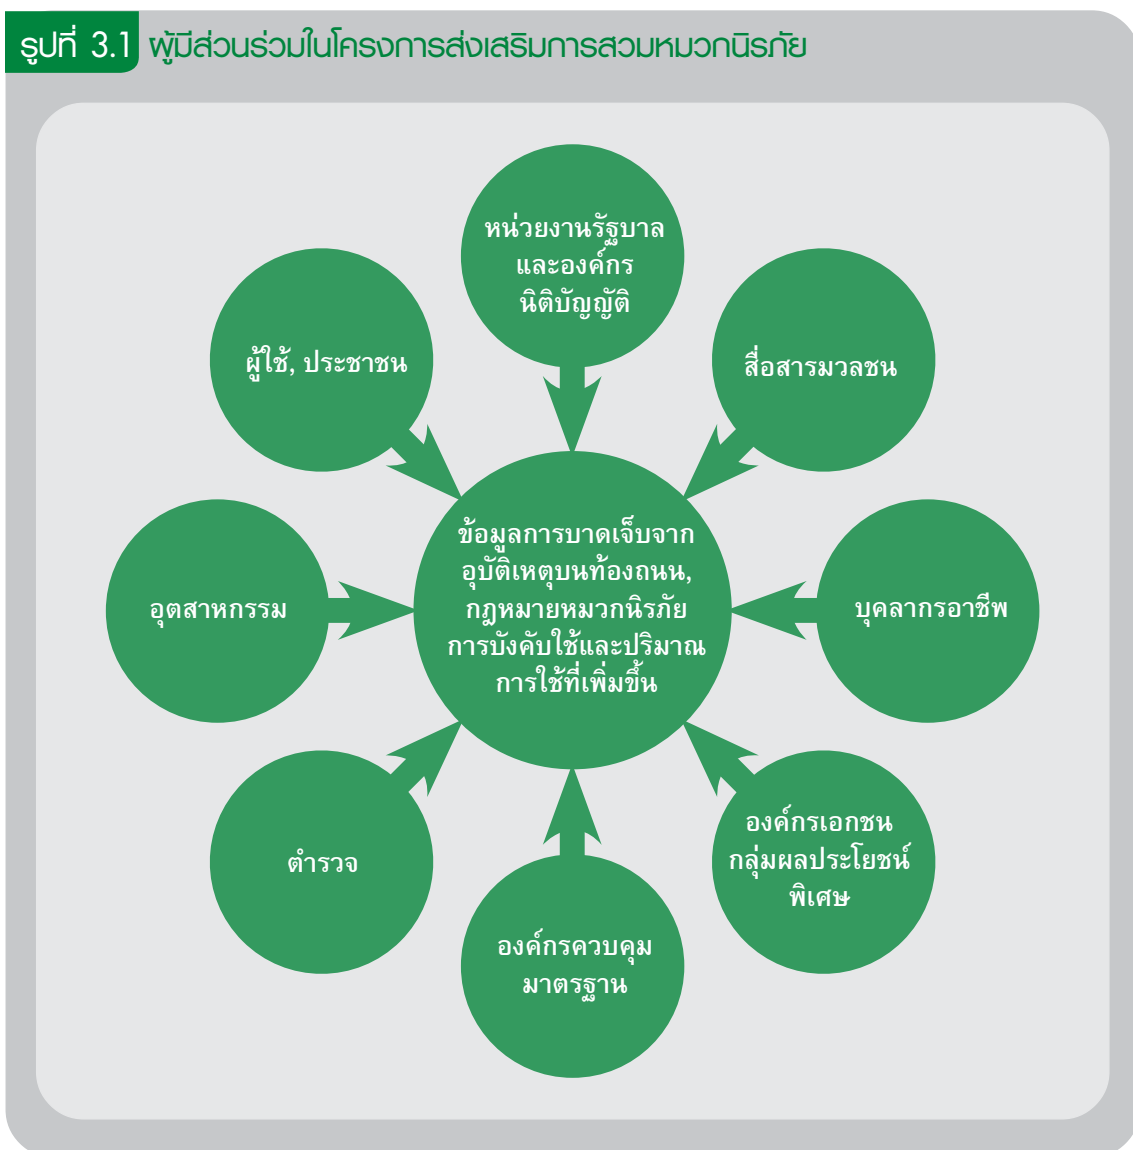 รูปที่ 3.1 ผู้มีส่วนร่วมในโครงการส่งเสริมการสวมหมวกนิรภัย
หน่วยงานรัฐบาล
และองค์กร
นิติบัญญัติ
ผู้ใช้, ประชาชน
สื่อสารมวลชน
ข้อมูลการบาดเจ็บจาก
อุบัติเหตุบนท้องถนน,
กฎหมายหมวกนิรภัย
การบังคับใช้และปริมาณ
การใช้ที่เพิ่มขึ้น
อุตสาหกรรม
บุคลากรอาชีพ
ตำรวจ
องค์กรเอกชน
กลุ่มผลประโยชน์
พิเศษ
องค์กรควบคุม
มาตรฐาน